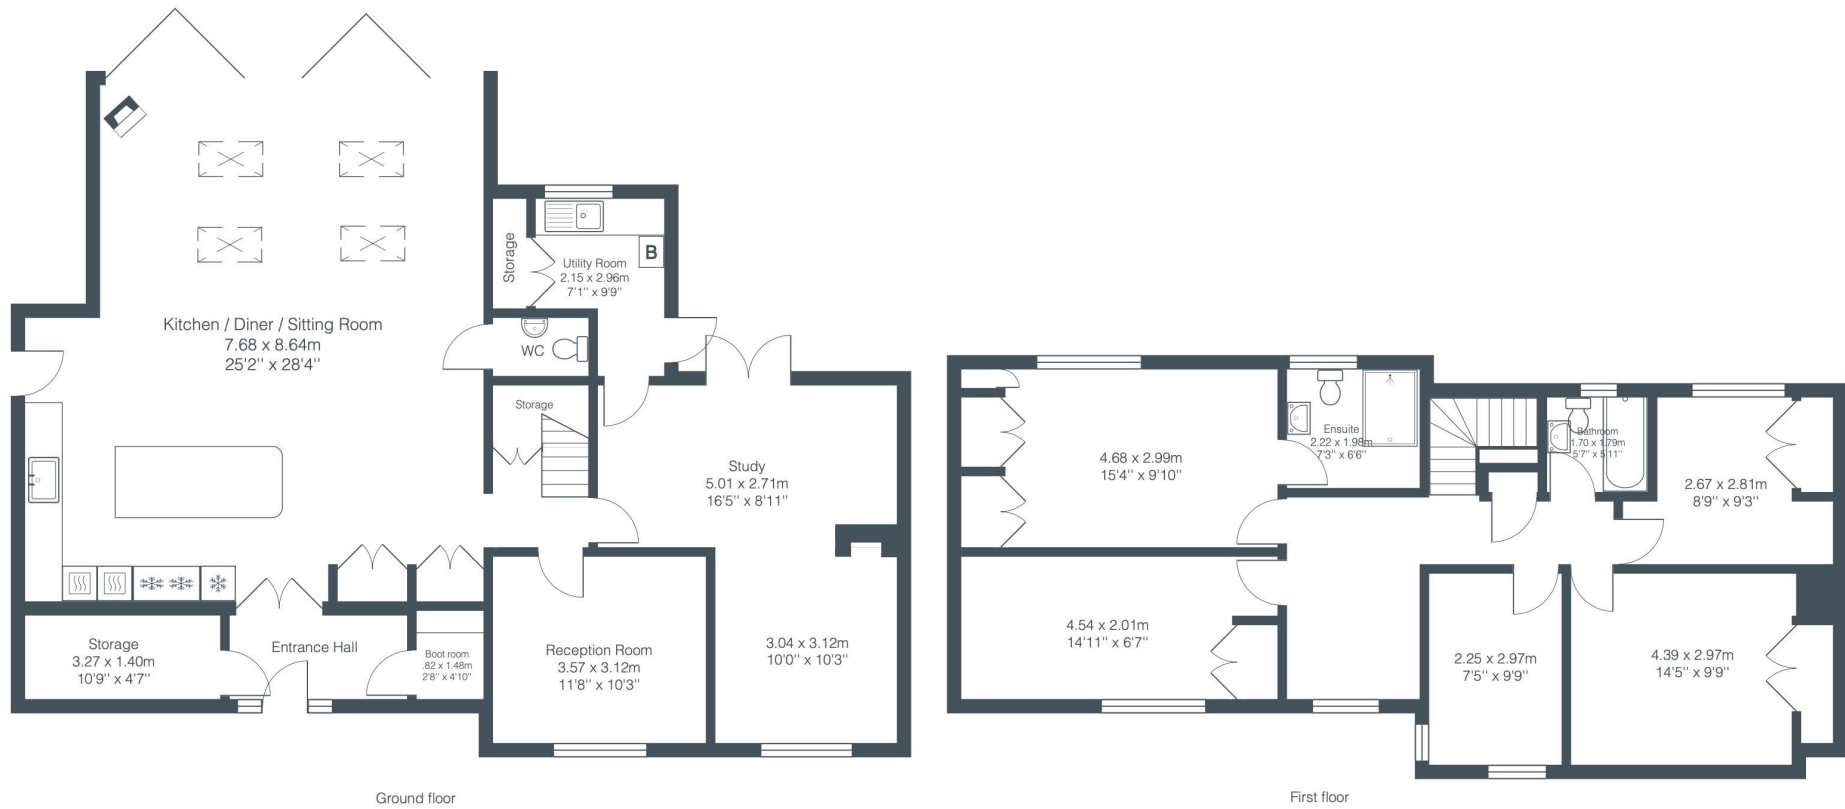 Kitchen / Diner / Sitting Room
7.68 x 8.64m
25'2'' x 28'4''
Storage
Utility Room
2.15 x 2.96m
7'1'' x 9'9''
B
WC
Storage
Study
5.01 x 2.71m
16'5'' x 8'11''
Storage
3.27 x 1.40m
10'9'' x 4'7''
Entrance Hall
Boot room
.82 x 1.48m
2'8'' x 4'10''
Reception Room
3.57 x 3.12m
11'8'' x 10'3''
3.04 x 3.12m
10'0'' x 10'3''
Ground floor
4.68 x 2.99m
15'4'' x 9'10''
Ensuite
2.22 x 1.98m
7'3'' x 6'6''
Bathroom
1.70 x 1.79m
5'7'' x 5'11''
2.67 x 2.81m
8'9'' x 9'3''
4.54 x 2.01m
14'11'' x 6'7''
2.25 x 2.97m
7'5'' x 9'9''
4.39 x 2.97m
14'5'' x 9'9''
First floor